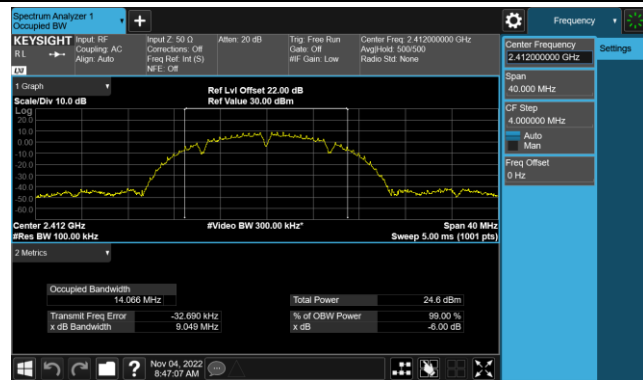 Spectrum Analyzer 1
Occupied BW
+
Frequency
KEYSIGHT
Input: RF
Input Z: 50 Ω
Atten: 20 dB
Trig: Free Run
Center Freq: 2.412000000 GHz
RL
Coupling: AC
Corrections: Off
Gate: Off
Avg|Hold: 500/500
Align: Auto
Freq Ref: Int (S)
#IF Gain: Low
Radio Std: None
LXI
NFE: Off
Center Frequency
2.412000000 GHz
Settings
Span
40.000 MHz
CF Step
4.000000 MHz
Auto
Man
Freq Offset
0 Hz
1 Graph
Ref Lvl Offset 22.00 dB
Scale/Div 10.0 dB
Ref Value 30.00 dBm
Log
20.0
10.0
0.00
-10.0
-20.0
-30.0
-40.0
-50.0
-60.0
Center 2.412 GHz
#Video BW 300.00 kHz*
Span 40 MHz
#Res BW 100.00 kHz
Sweep 5.00 ms (1001 pts)
2 Metrics
Occupied Bandwidth
14.066 MHz
Total Power
24.6 dBm
Transmit Freq Error
-32.690 kHz
% of OBW Power
99.00 %
x dB Bandwidth
9.049 MHz
x dB
-6.00 dB
?
Nov 04, 2022
8:47:07 AM